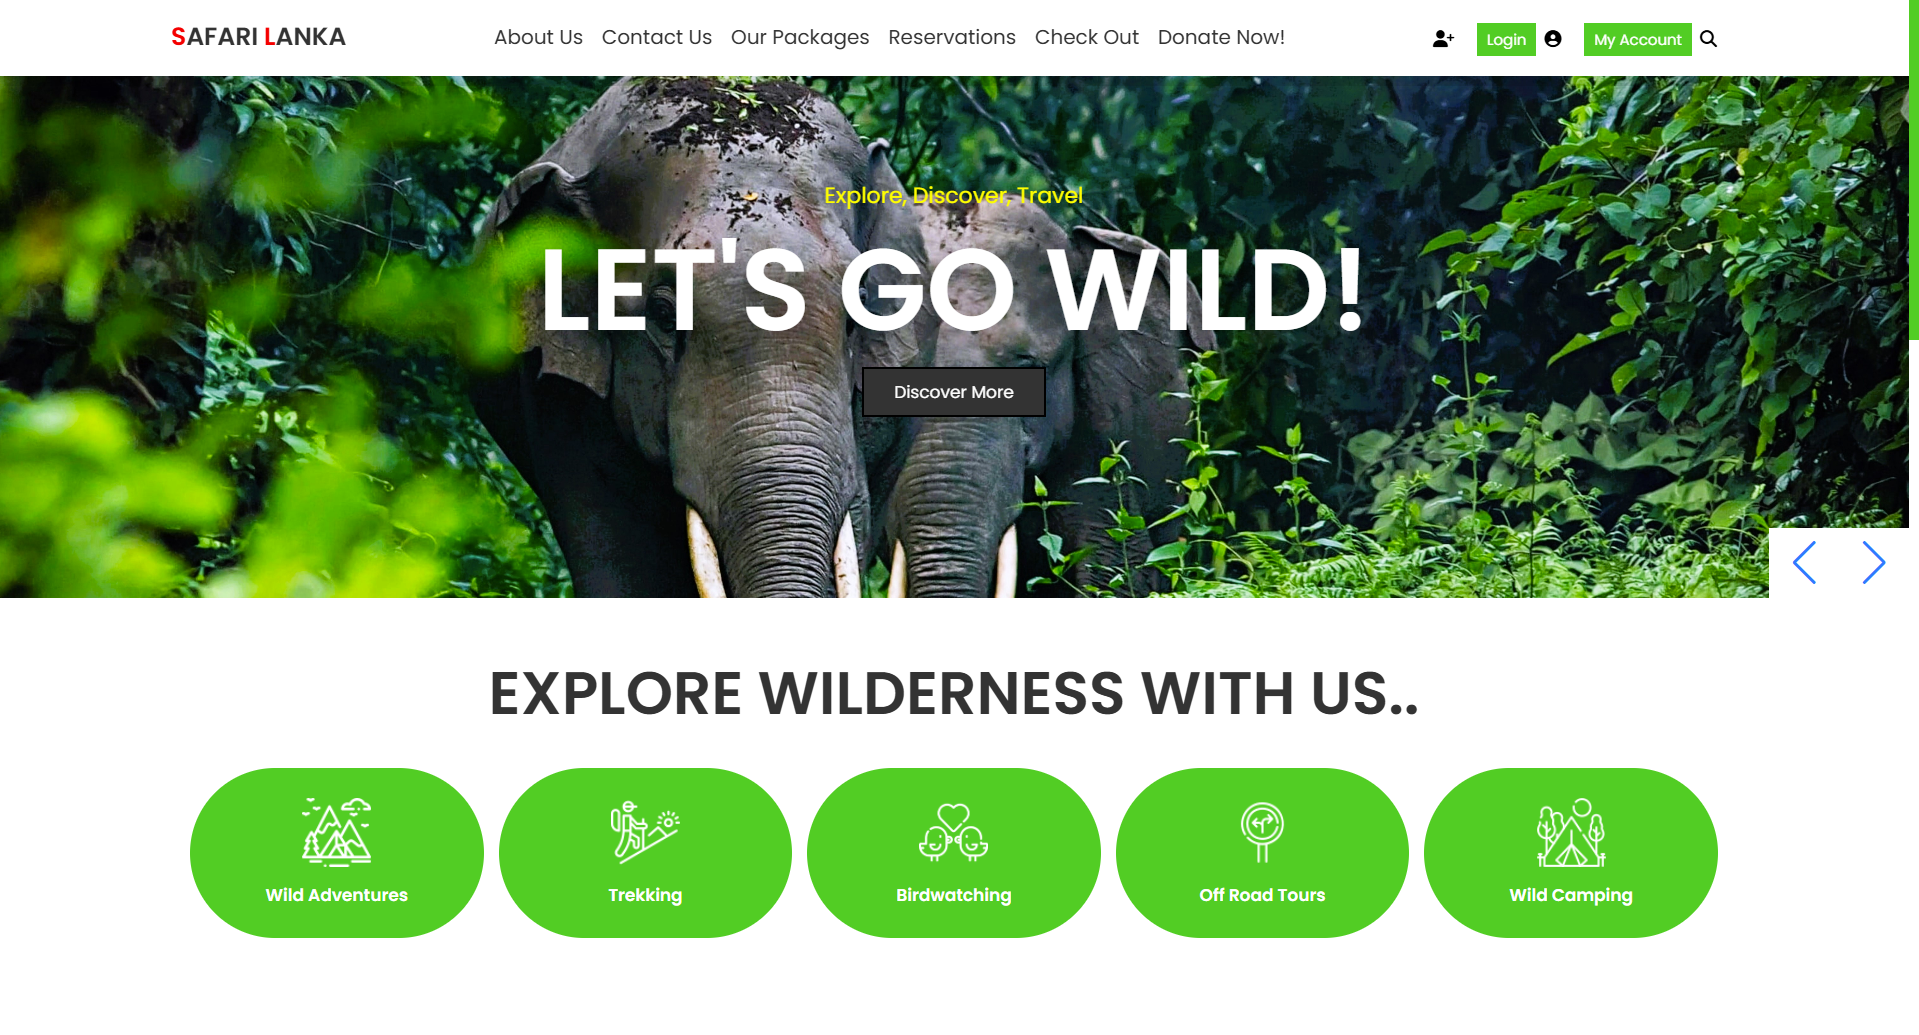 SAFARI LANKA
About Us Contact Us Our Packages Reservations Check Out Donate Now!
Login
My Account
Explore, Discover, Travel
LET'S GO WILD!
Discover More
EXPLORE WILDERNESS WITH US..
Wild Adventures
Trekking
Birdwatching
Off Road Tours
Wild Camping